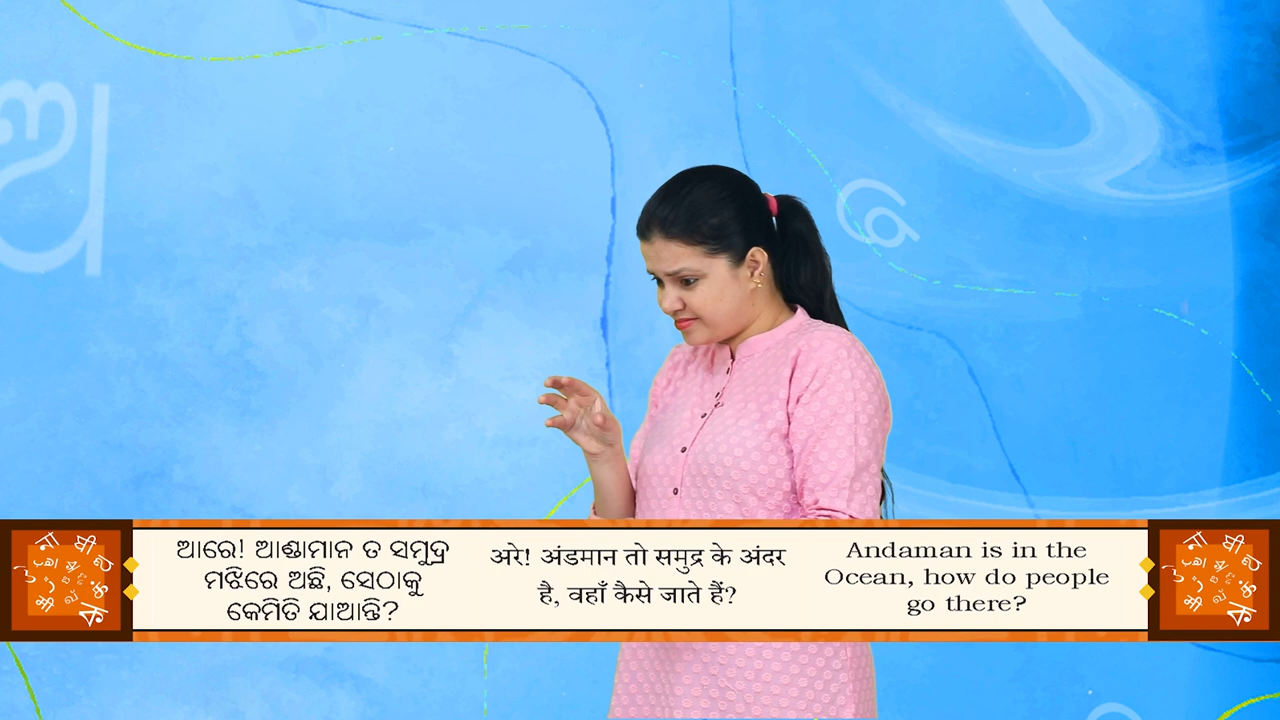 ଆରେ! ଆଣ୍ଡାମାନ ତ ସମୁଦ୍ର
ମଝିରେ ଅଛି, ସେଠାକୁ
କେମିତି ଯାଆନ୍ତି?
अरे! अंडमान तो समुद्र के अंदर
है, वहाँ कैसे जाते हैं?
Andaman is in the
Ocean, how do people
go there?